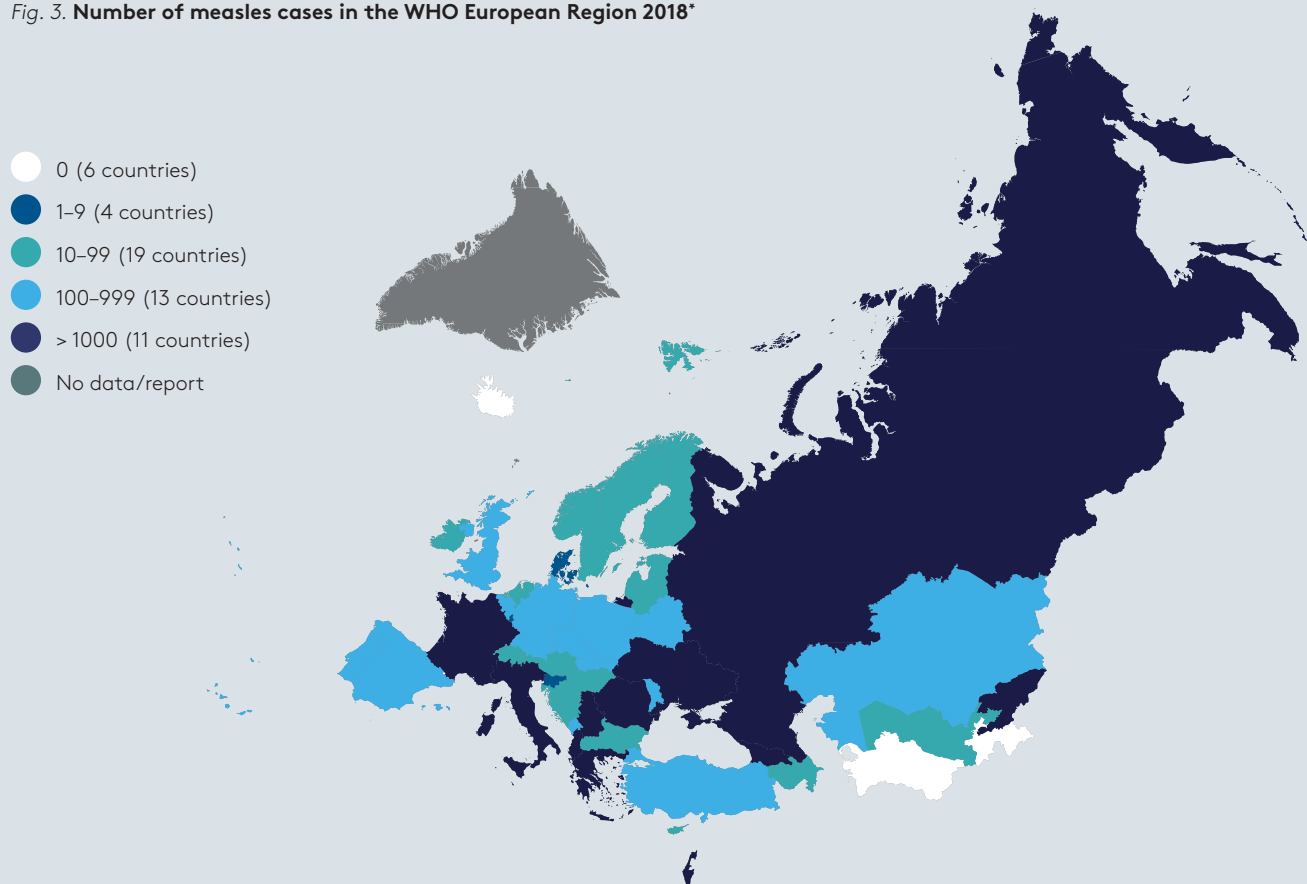 Fig. 3. Number of measles cases in the WHO European Region 2018*
0 (6 countries)
1–9 (4 countries)
10–99 (19 countries)
100–999 (13 countries)
> 1000 (11 countries)
No data/report